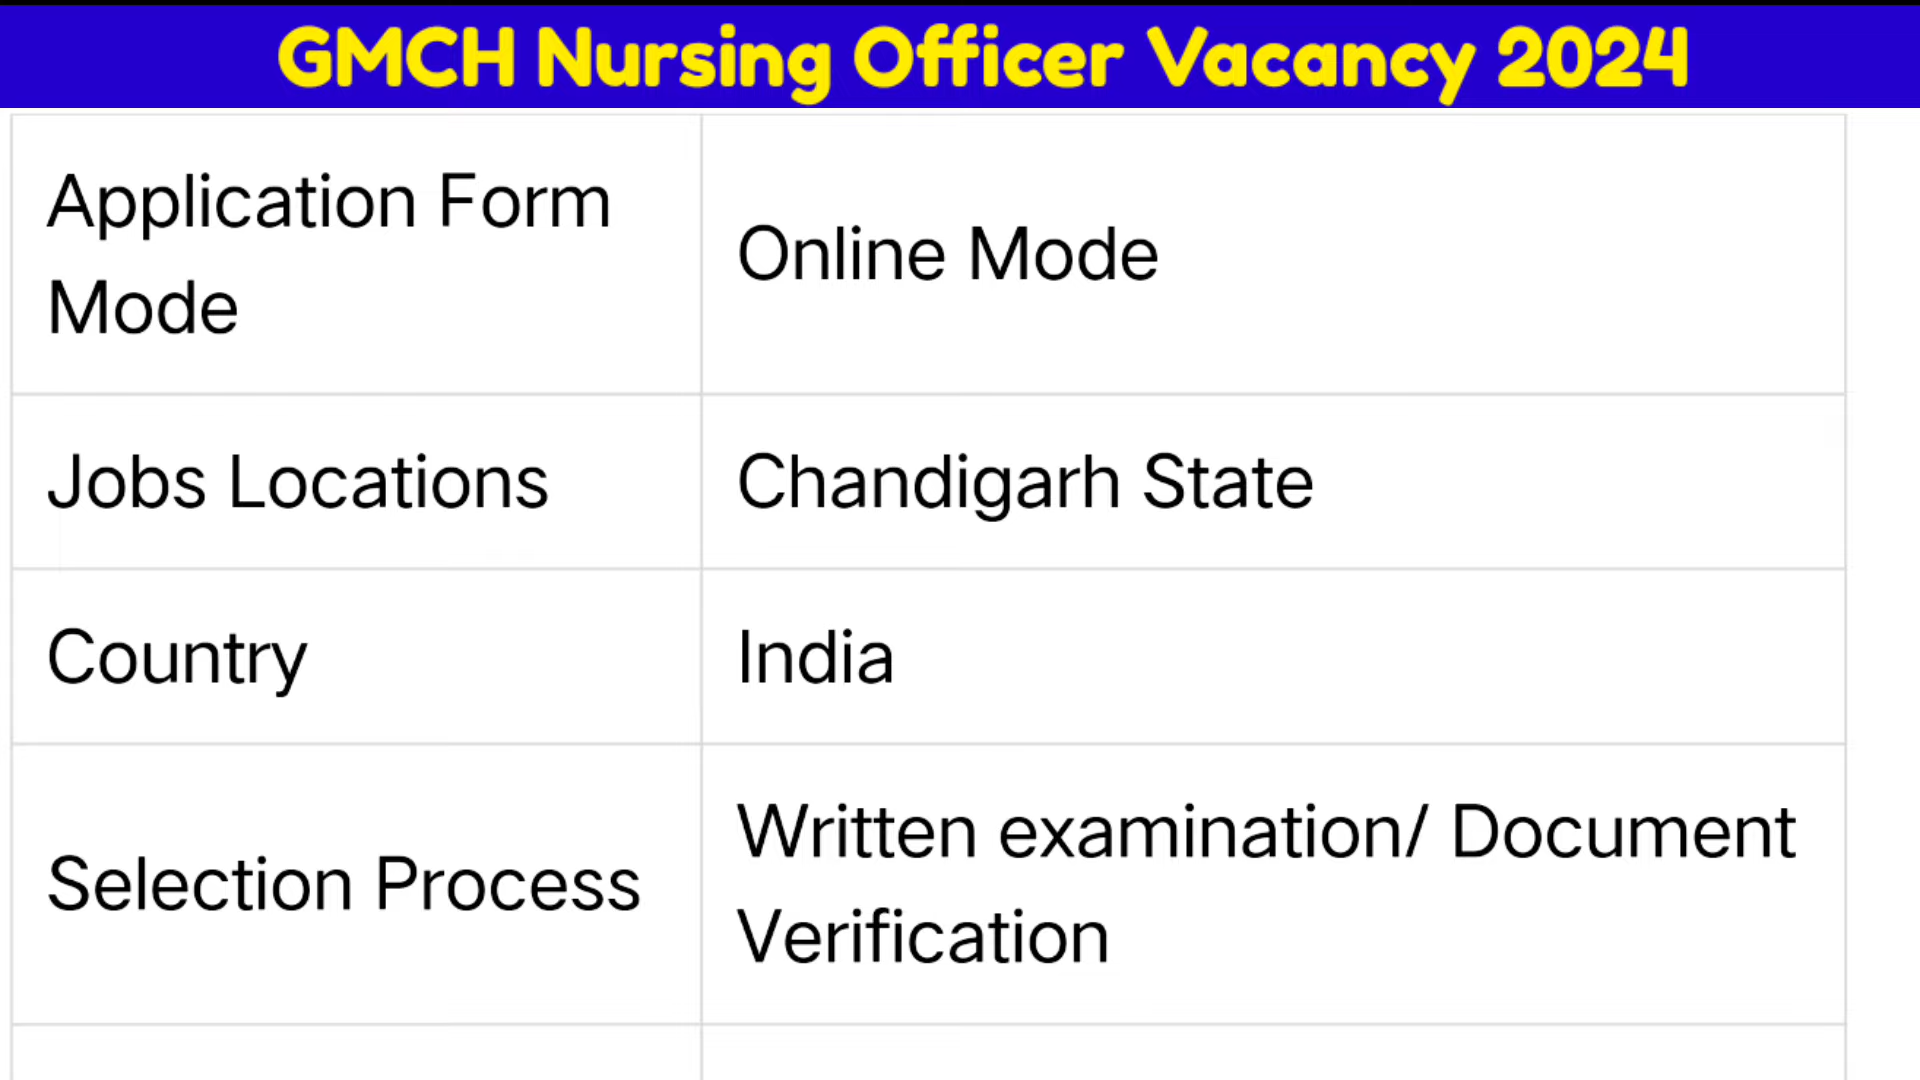 GMCH Nursing Officer Vacancy 2024
Application Form
Mode
Online Mode
Jobs Locations
Chandigarh State
Country
India
Selection Process
Written examination/ Document
Verification